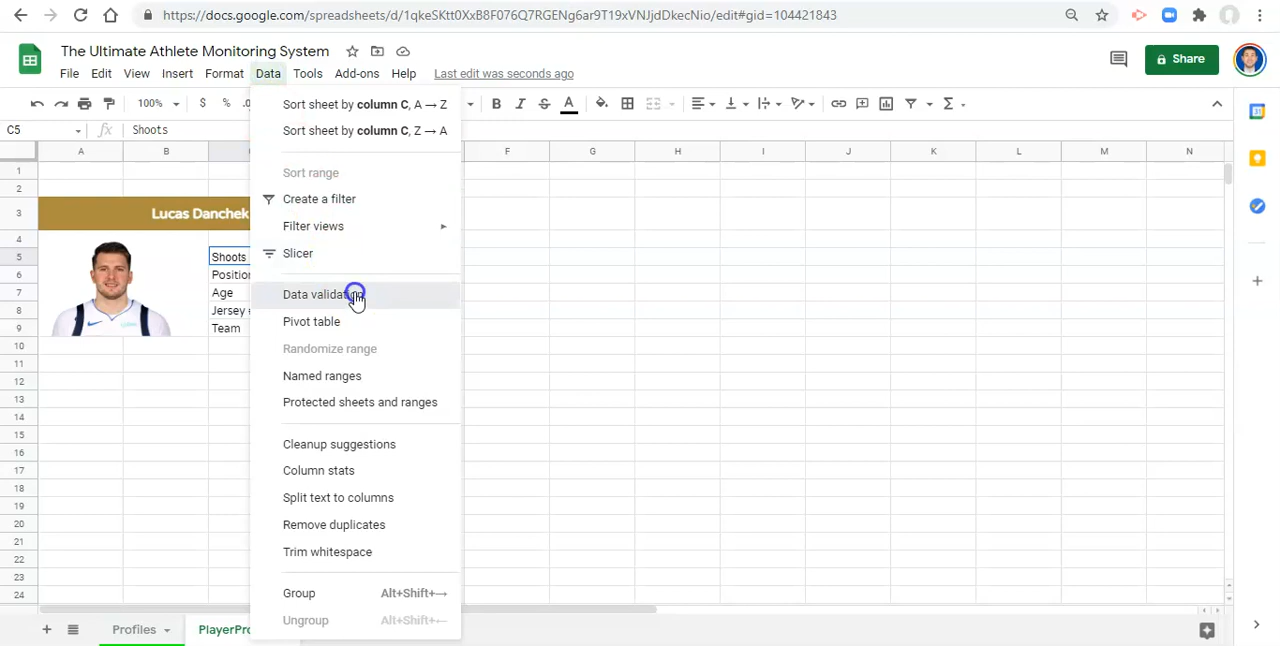 https://docs.google.com/spreadsheets/d/1qkeSKtt0XxB8F076Q7RGENg6ar9T19xVNJjdDkecNio/edit#gid=104421843
The Ultimate Athlete Monitoring System
File Edit View Insert Format Data Tools Add-ons Help Last edit was seconds ago
Share
100% $ % .0
C5 fx Shoots
A B F G H I J K L M N
Sort sheet by column C, A → Z
Sort sheet by column C, Z → A
Sort range
Create a filter
Filter views
Slicer
Data validation
Pivot table
Randomize range
Named ranges
Protected sheets and ranges
Cleanup suggestions
Column stats
Split text to columns
Remove duplicates
Trim whitespace
Group Alt+Shift+→
Ungroup Alt+Shift+←
1
2
3 Lucas Danchek
4
5 Shoots
6 Position
7 Age
8 Jersey #
9 Team
10
11
12
13
14
15
16
17
18
19
20
21
22
23
24
31
Profiles PlayerPro